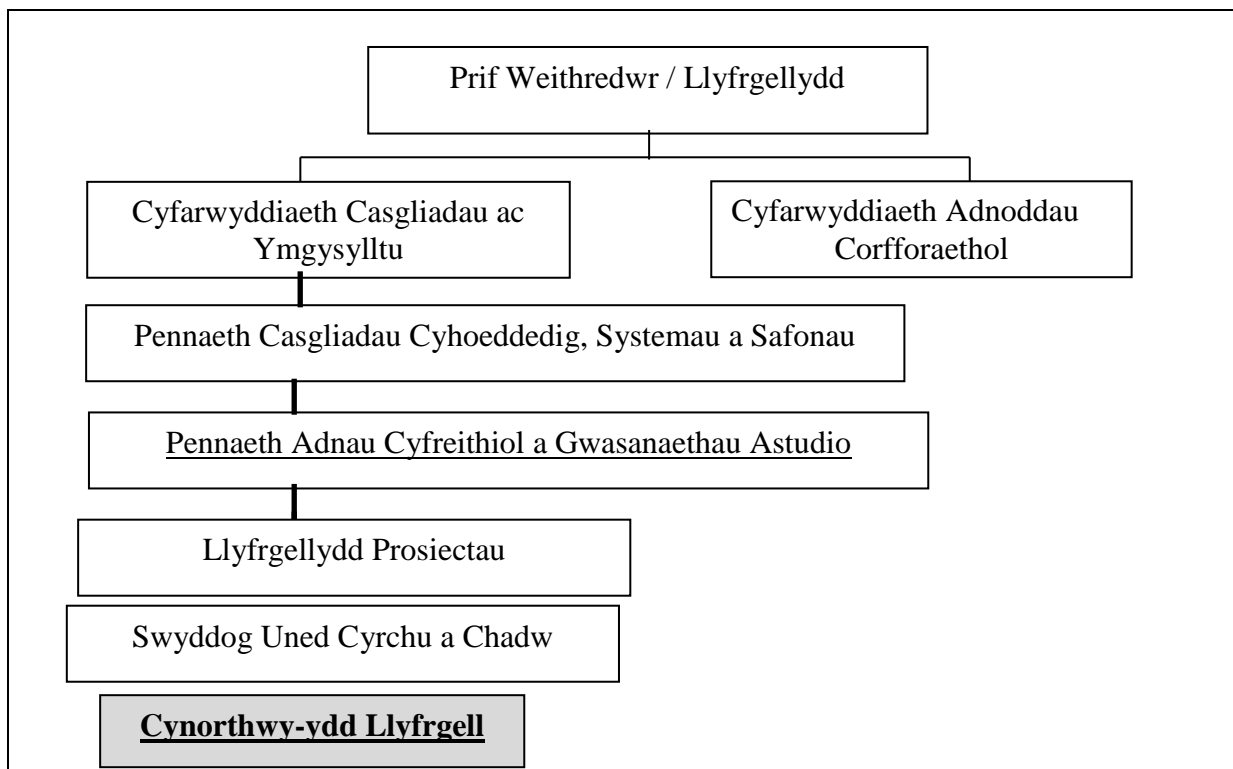 Prif Weithredwr / Llyfrgellydd
Cyfarwyddiaeth Casgliadau ac
Ymgysylltu
Cyfarwyddiaeth Adnoddau
Corfforaethol
Pennaeth Casgliadau Cyhoeddedig, Systemau a Safonau
Pennaeth Adnau Cyfreithiol a Gwasanaethau Astudio
Llyfrgellydd Prosiectau
Swyddog Uned Cyrchu a Chadw
Cynorthwy-ydd Llyfrgell